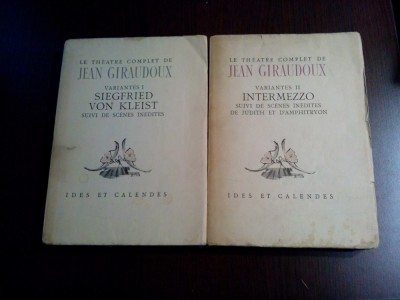 LE THEATRE COMPLET DE
JEAN GIRAUDOUX
VARIANTES I
SIEGFRIED
VON KLEIST
SUIVI DE SCENES INEDITES
IDES ET CALENDES
LE THEATRE COMPLET DE
JEAN GIRAUDOUX
VARIANTES II
INTERMEZZO
SUIVI DE SCENES INEDITES
DE JUDITH ET D'AMPHITRYON
IDES ET CALENDES